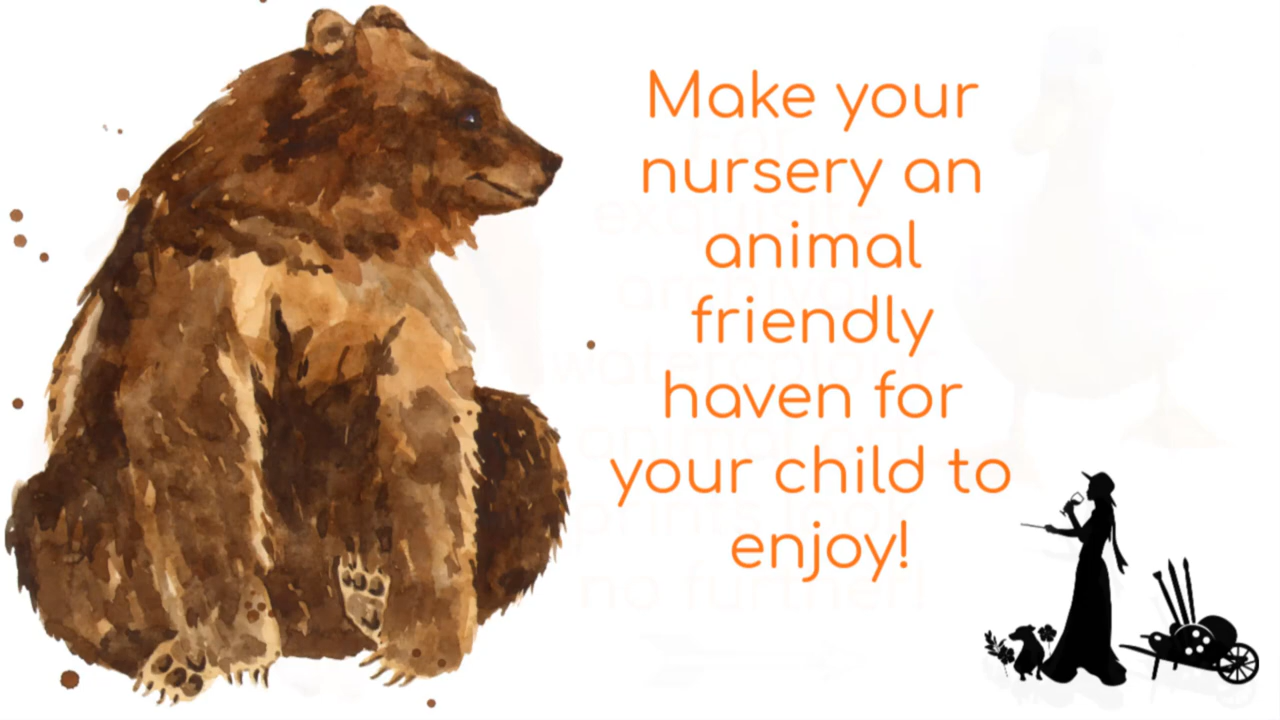 Make your
nursery an
animal
friendly
haven for
your child to
enjoy!